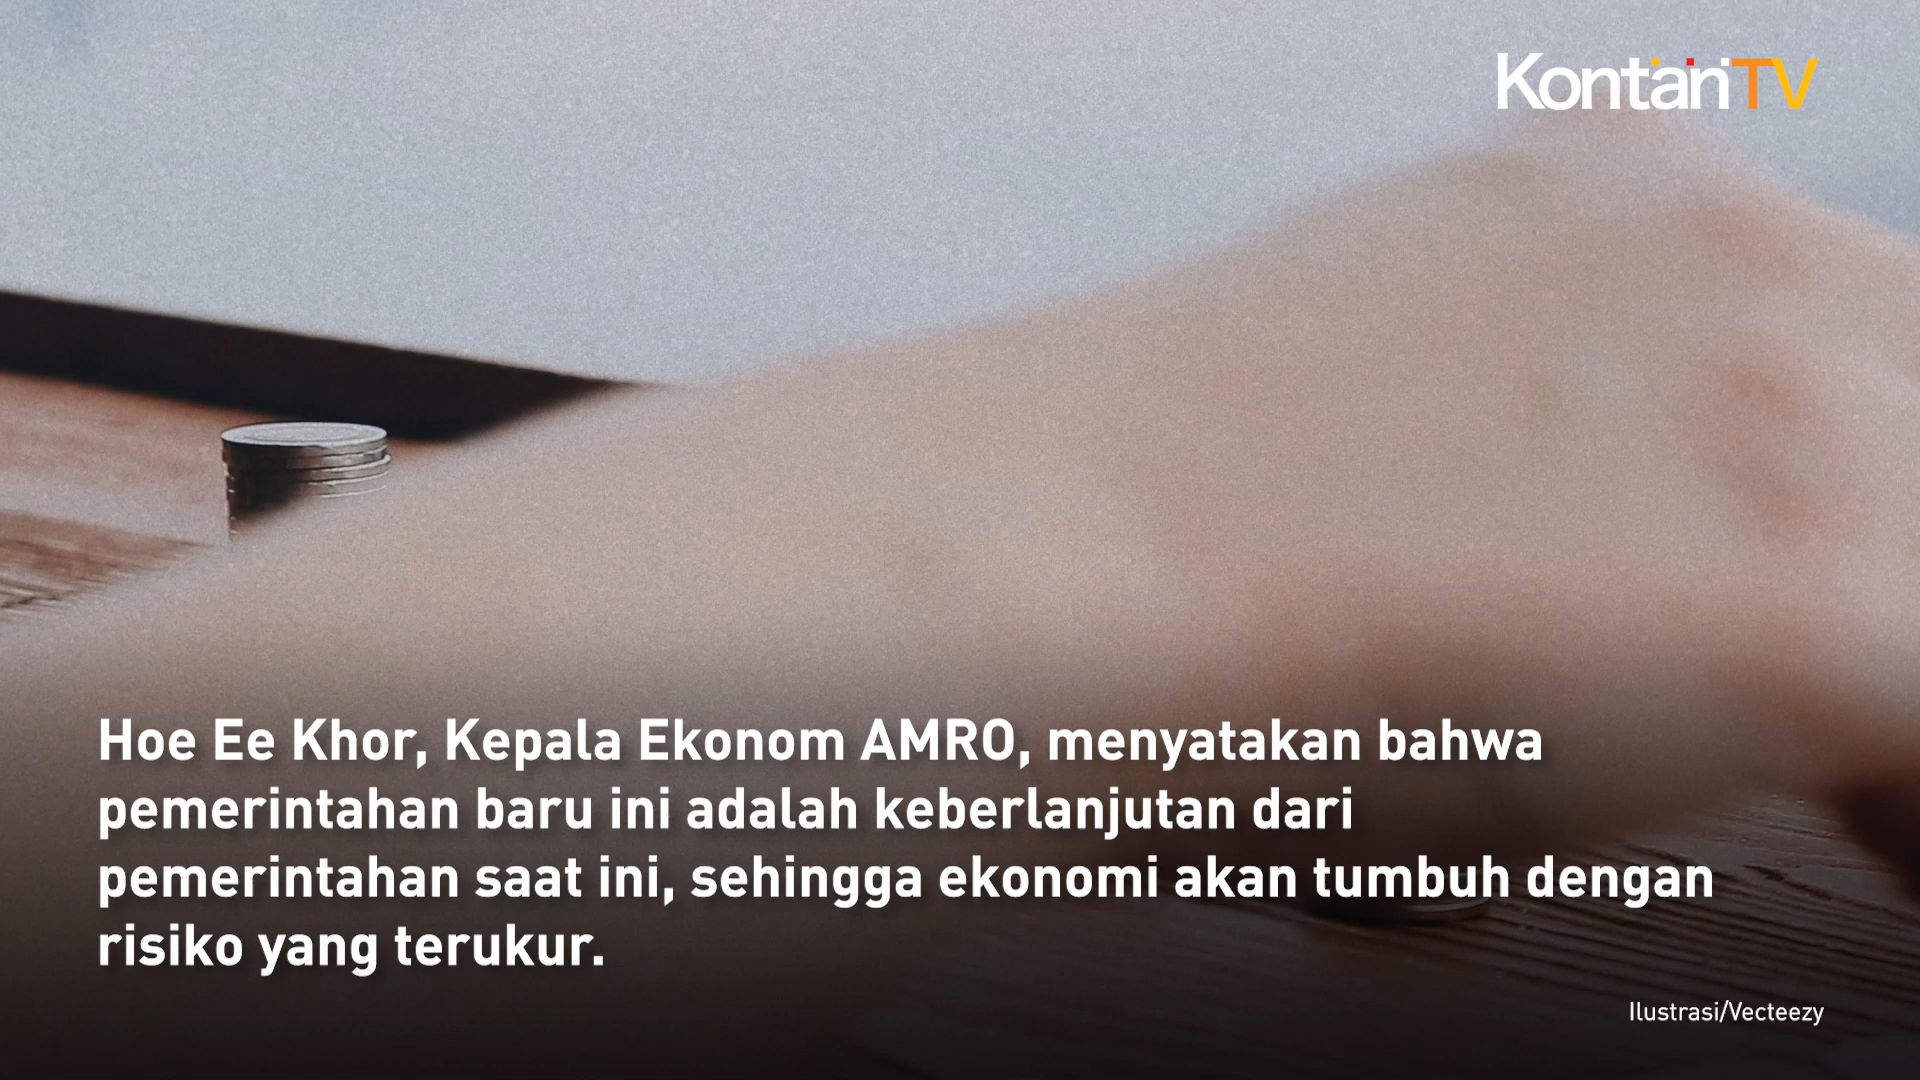 KontanTV
Hoe Ee Khor, Kepala Ekonom AMRO, menyatakan bahwa
pemerintahan baru ini adalah keberlanjutan dari
pemerintahan saat ini, sehingga ekonomi akan tumbuh dengan
risiko yang terukur.
Ilustrasi/Vecteezy